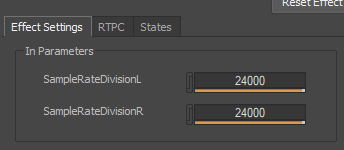 Reset Effect
Effect Settings RTPC States
In Parameters
SampleRateDivisionL 24000
SampleRateDivisionR 24000